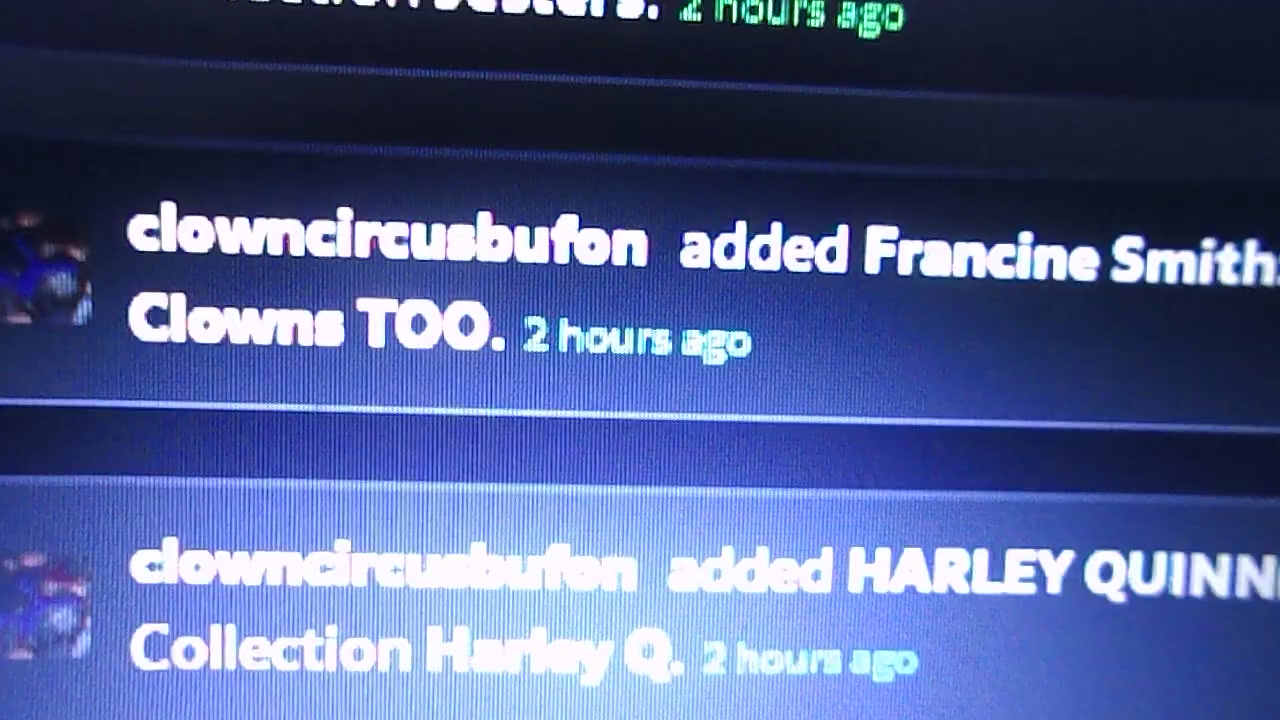 2 hours ago
clowncircusbufon added Francine Smith
Clowns TOO. 2 hours ago
clowncircusbufon added HARLEY QUINN
Collection Harley Q. 2 hours ago